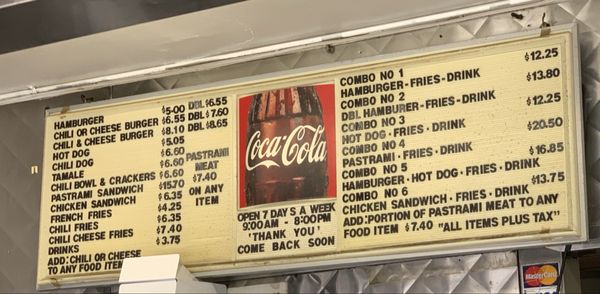 HAMBURGER $5.00 DBL $6.55
CHILI OR CHEESE BURGER $6.55 DBL $7.60
CHILI & CHEESE BURGER $8.10 DBL $8.65
HOT DOG $5.05
CHILI DOG $6.60
TAMALE $6.60
CHILI BOWL & CRACKERS $6.60
PASTRAMI SANDWICH $15.70
CHICKEN SANDWICH $6.35
FRENCH FRIES $4.25
CHILI FRIES $6.35
CHILI CHEESE FRIES $7.40
DRINKS $3.75
ADD: CHILI OR CHEESE
TO ANY FOOD ITEM
PASTRAMI
MEAT
$7.40
ON ANY
ITEM
Coca-Cola
OPEN 7 DAYS A WEEK
9:00AM - 8:00PM
'THANK YOU'
COME BACK SOON
COMBO NO 1 $12.25
HAMBURGER - FRIES - DRINK
COMBO NO 2 $13.80
DBL HAMBURER - FRIES - DRINK
COMBO NO 3 $12.25
HOT DOG - FRIES - DRINK
COMBO NO 4 $20.50
PASTRAMI - FRIES - DRINK
COMBO NO 5 $16.85
HAMBURGER - HOT DOG - FRIES - DRINK
COMBO NO 6 $13.75
CHICKEN SANDWICH - FRIES - DRINK
ADD: PORTION OF PASTRAMI MEAT TO ANY
FOOD ITEM $7.40 "ALL ITEMS PLUS TAX"
MasterCard